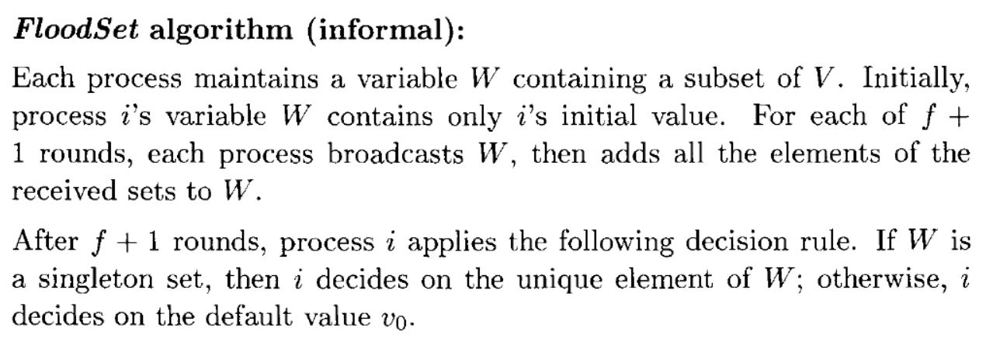 FloodSet algorithm (informal):
Each process maintains a variable W containing a subset of V. Initially,
process i's variable W contains only i's initial value. For each of f +
1 rounds, each process broadcasts W, then adds all the elements of the
received sets to W.
After f + 1 rounds, process i applies the following decision rule. If W is
a singleton set, then i decides on the unique element of W; otherwise, i
decides on the default value v₀.